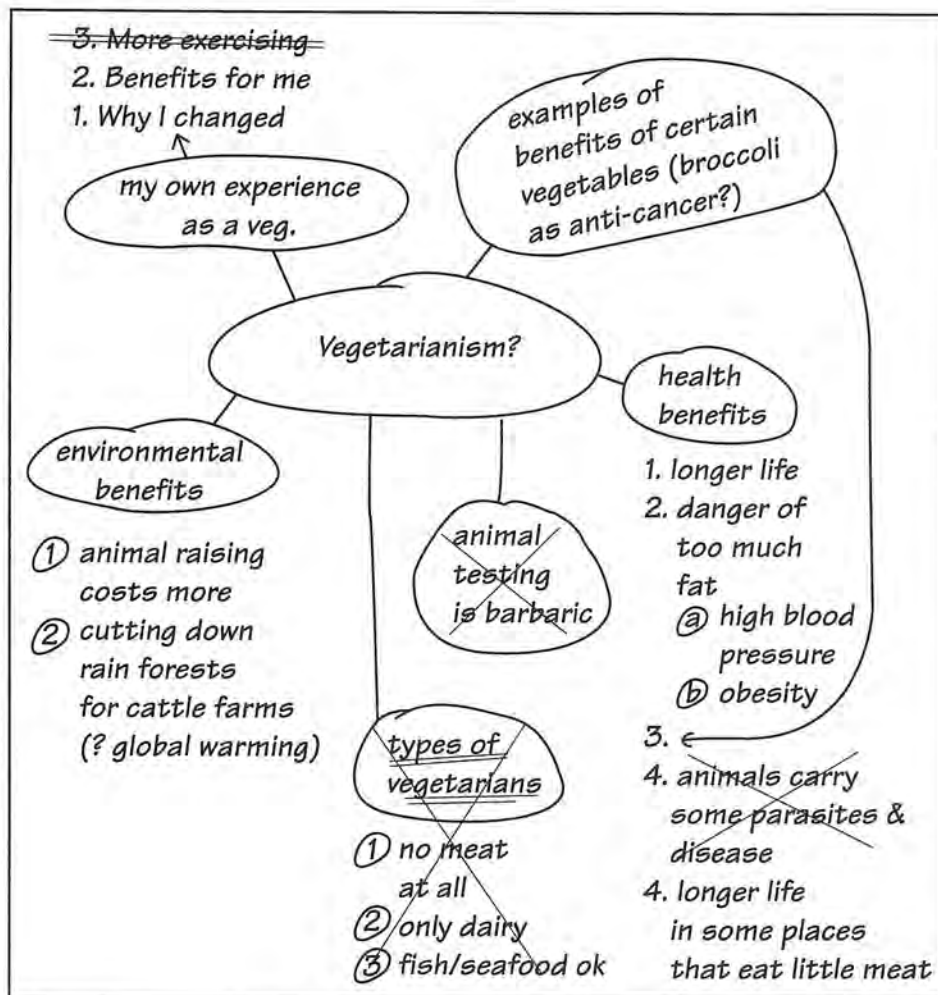 3. More exercising
2. Benefits for me
1. Why I changed
my own experience
as a veg.
examples of
benefits of certain
vegetables (broccoli
as anti-cancer?)
Vegetarianism?
environmental
benefits
① animal raising
costs more
② cutting down
rain forests
for cattle farms
(? global warming)
animal
testing
is barbaric
types of
vegetarians
① no meat
at all
② only dairy
③ fish/seafood ok
health
benefits
1. longer life
2. danger of
too much
fat
ⓐ high blood
pressure
ⓑ obesity
3.
4. animals carry
some parasites &
disease
4. longer life
in some places
that eat little meat